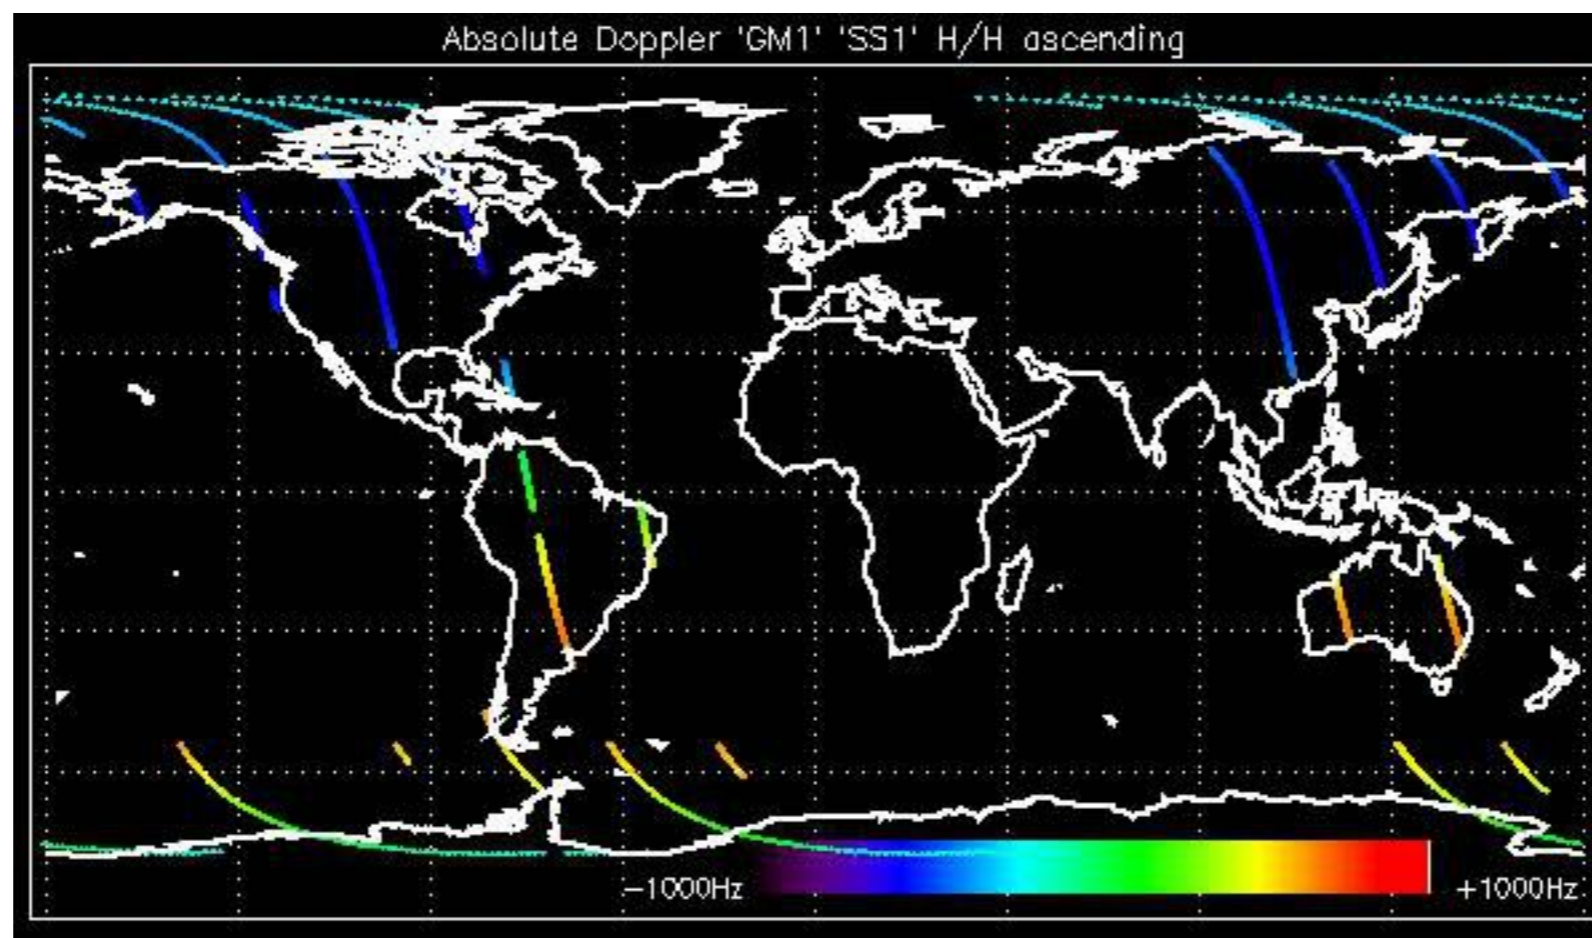 Absolute Doppler 'GM1' 'SS1' H/H ascending
-1000Hz
+1000Hz